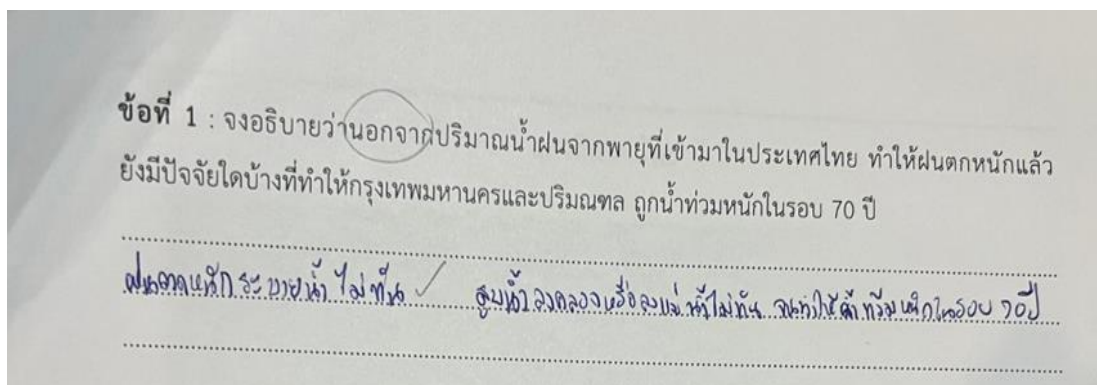 ข้อที่ 1 : จงอธิบายว่านอกจากปริมาณน้ำฝนจากพายุที่เข้ามาในประเทศไทย ทำให้ฝนตกหนักแล้ว
ยังมีปัจจัยใดบ้างที่ทำให้กรุงเทพมหานครและปริมณฑล ถูกน้ำท่วมหนักในรอบ 70 ปี
ฝนตกหนักระบายน้ำไม่ทัน ✓ สูบน้ำลงคลองหรือลงแม่น้ำไม่ทัน จนทำให้น้ำท่วมหนักในรอบ 70ปี